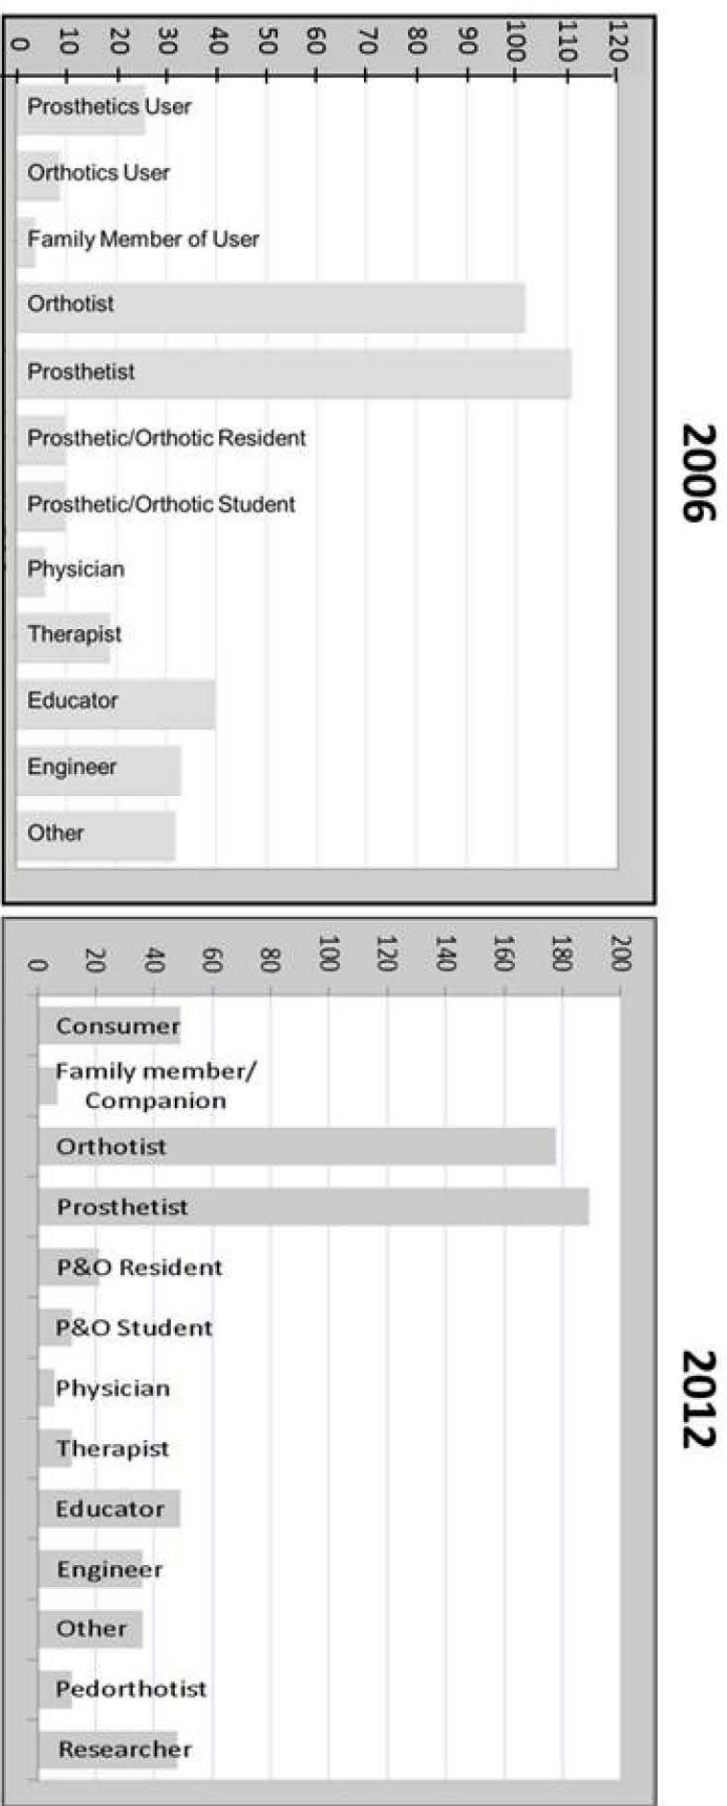 2006
0
10
20
30
40
50
60
70
80
90
100
110
120
Prosthetics User
Orthotics User
Family Member of User
Orthotist
Prosthetist
Prosthetic/Orthotic Resident
Prosthetic/Orthotic Student
Physician
Therapist
Educator
Engineer
Other
2012
0
20
40
60
80
100
120
140
160
180
200
Consumer
Family member/
Companion
Orthotist
Prosthetist
P&O Resident
P&O Student
Physician
Therapist
Educator
Engineer
Other
Pedorthotist
Researcher